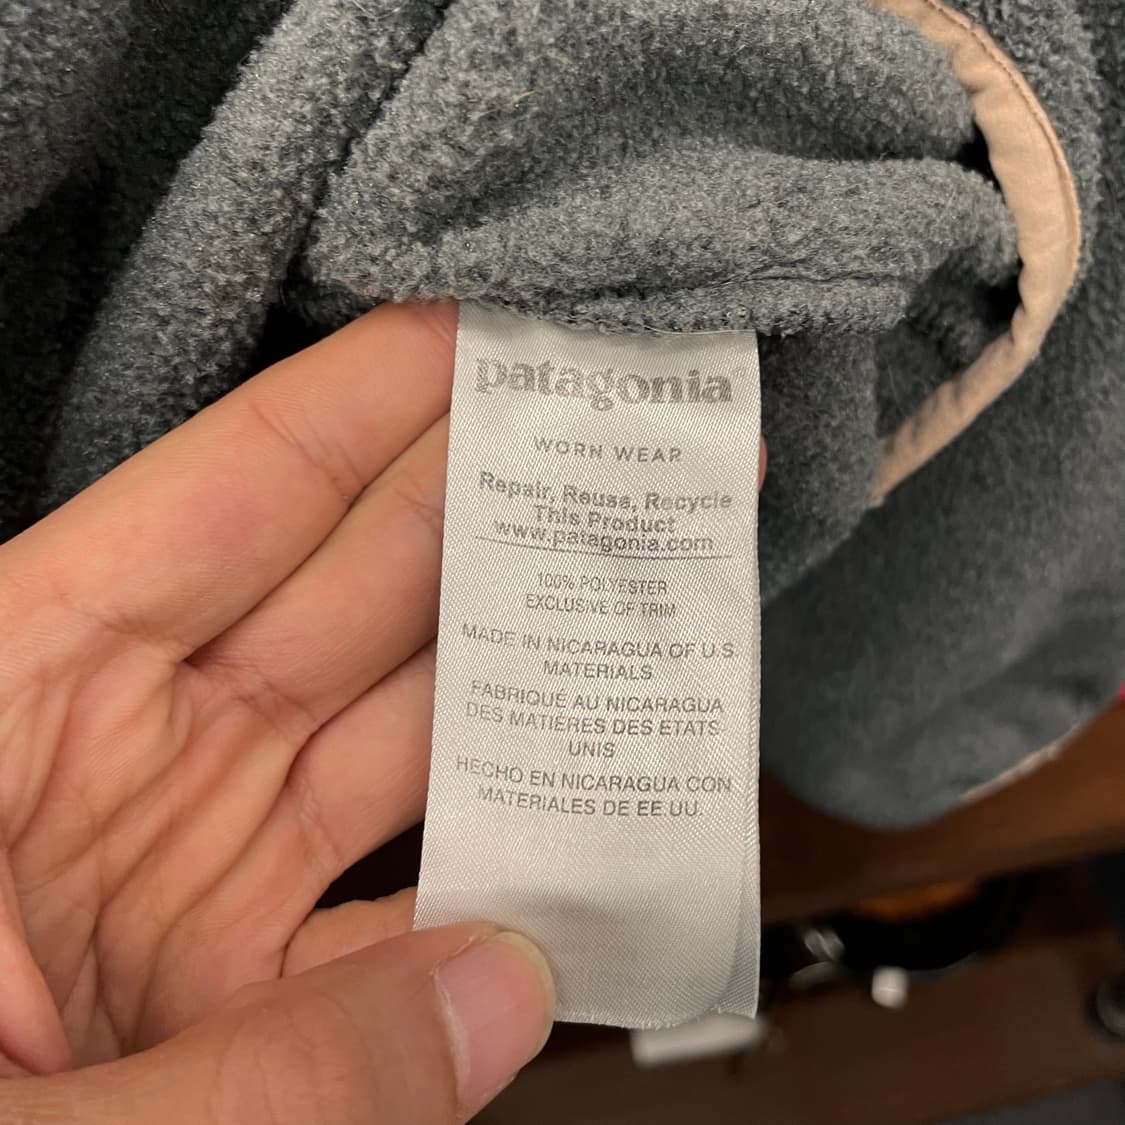 patagonia
WORN WEAR
Repair, Reuse, Recycle
This Product
www.patagonia.com
100% POLYESTER
EXCLUSIVE OF TRIM
MADE IN NICARAGUA OF U.S.
MATERIALS
FABRIQUÉ AU NICARAGUA
DES MATIÈRES DES ETATS-
UNIS
HECHO EN NICARAGUA CON
MATERIALES DE EE.UU.